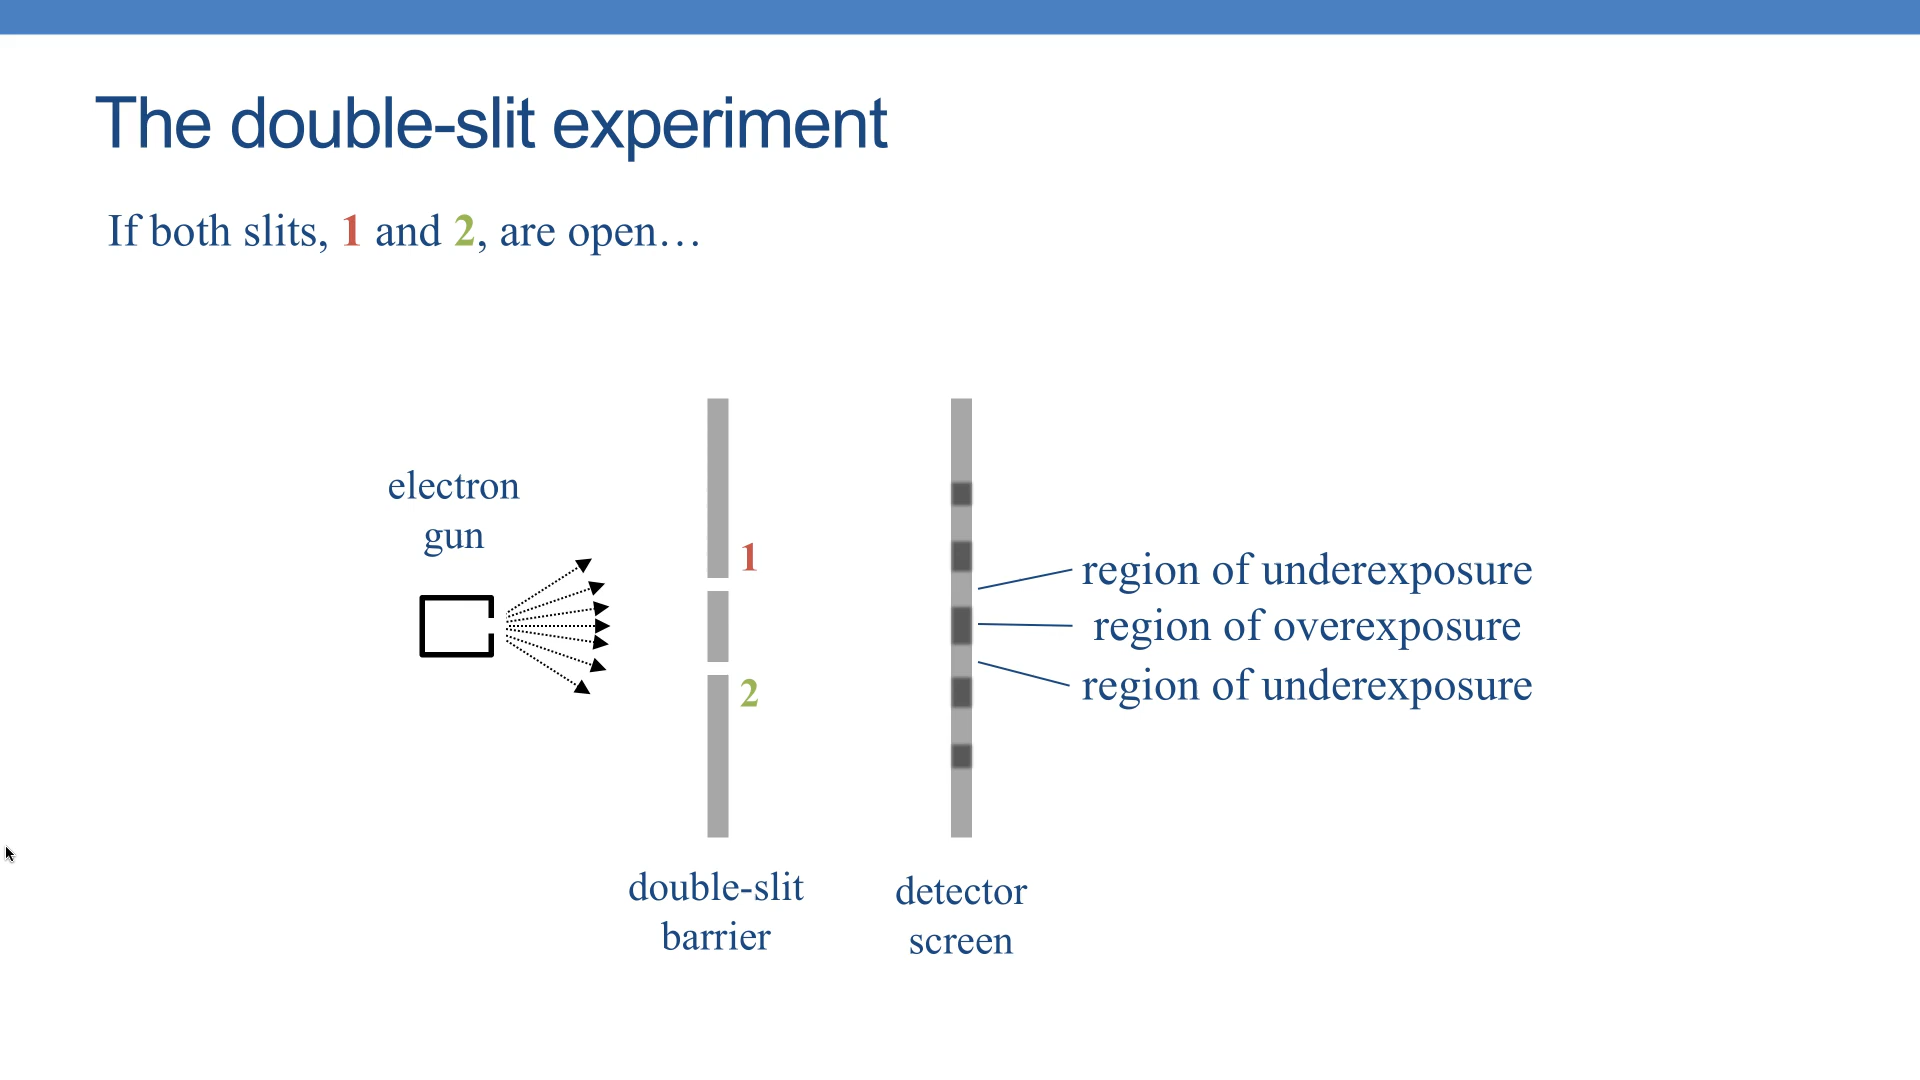 The double-slit experiment
If both slits, 1 and 2, are open…
electron
gun
1
2
region of underexposure
region of overexposure
region of underexposure
double-slit
barrier
detector
screen